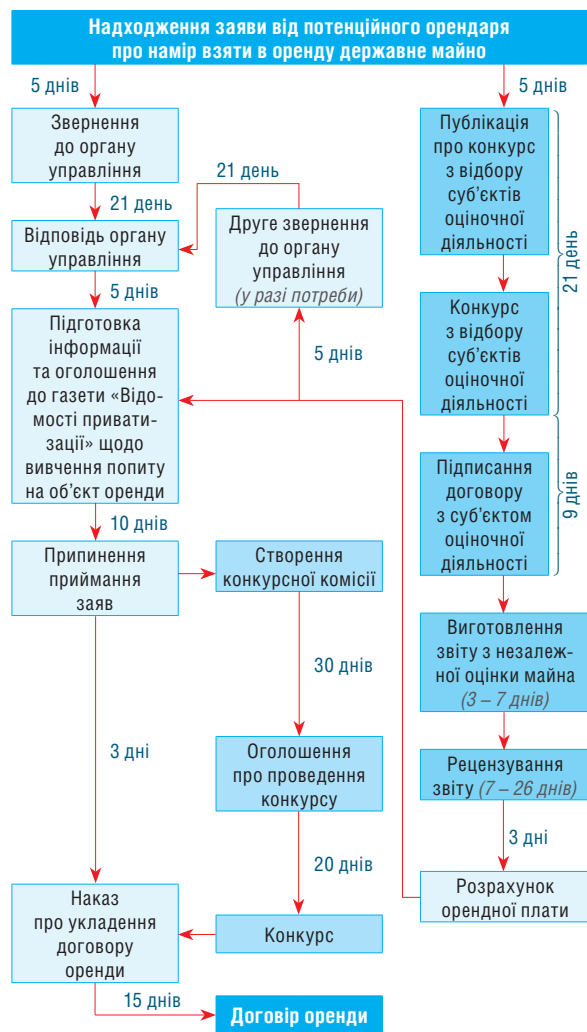 Надходження заяви від потенційного орендаря
про намір взяти в оренду державне майно
5 днів
5 днів
Звернення
до органу
управління
21 день
Відповідь органу
управління
5 днів
Підготовка
інформації
та оголошення
до газети «Відо-
мості привати-
зації» щодо
вивчення попиту
на об’єкт оренди
10 днів
Припинення
приймання
заяв
3 дні
21 день
Друге звернення
до органу
управління
(у разі потреби)
5 днів
Створення
конкурсної комісії
30 днів
Оголошення
про проведення
конкурсу
20 днів
Конкурс
Наказ
про укладення
договору
оренди
15 днів
Договір оренди
Публікація
про конкурс
з відбору
суб’єктів
оціночної
діяльності
21 день
Конкурс
з відбору
суб’єктів
оціночної
діяльності
Підписання
договору
з суб’єктом
оціночної
діяльності
9 днів
Виготовлення
звіту з незалеж-
ної оцінки майна
(3 – 7 днів)
Рецензування
звіту (7 – 26 днів)
3 дні
Розрахунок
орендної плати